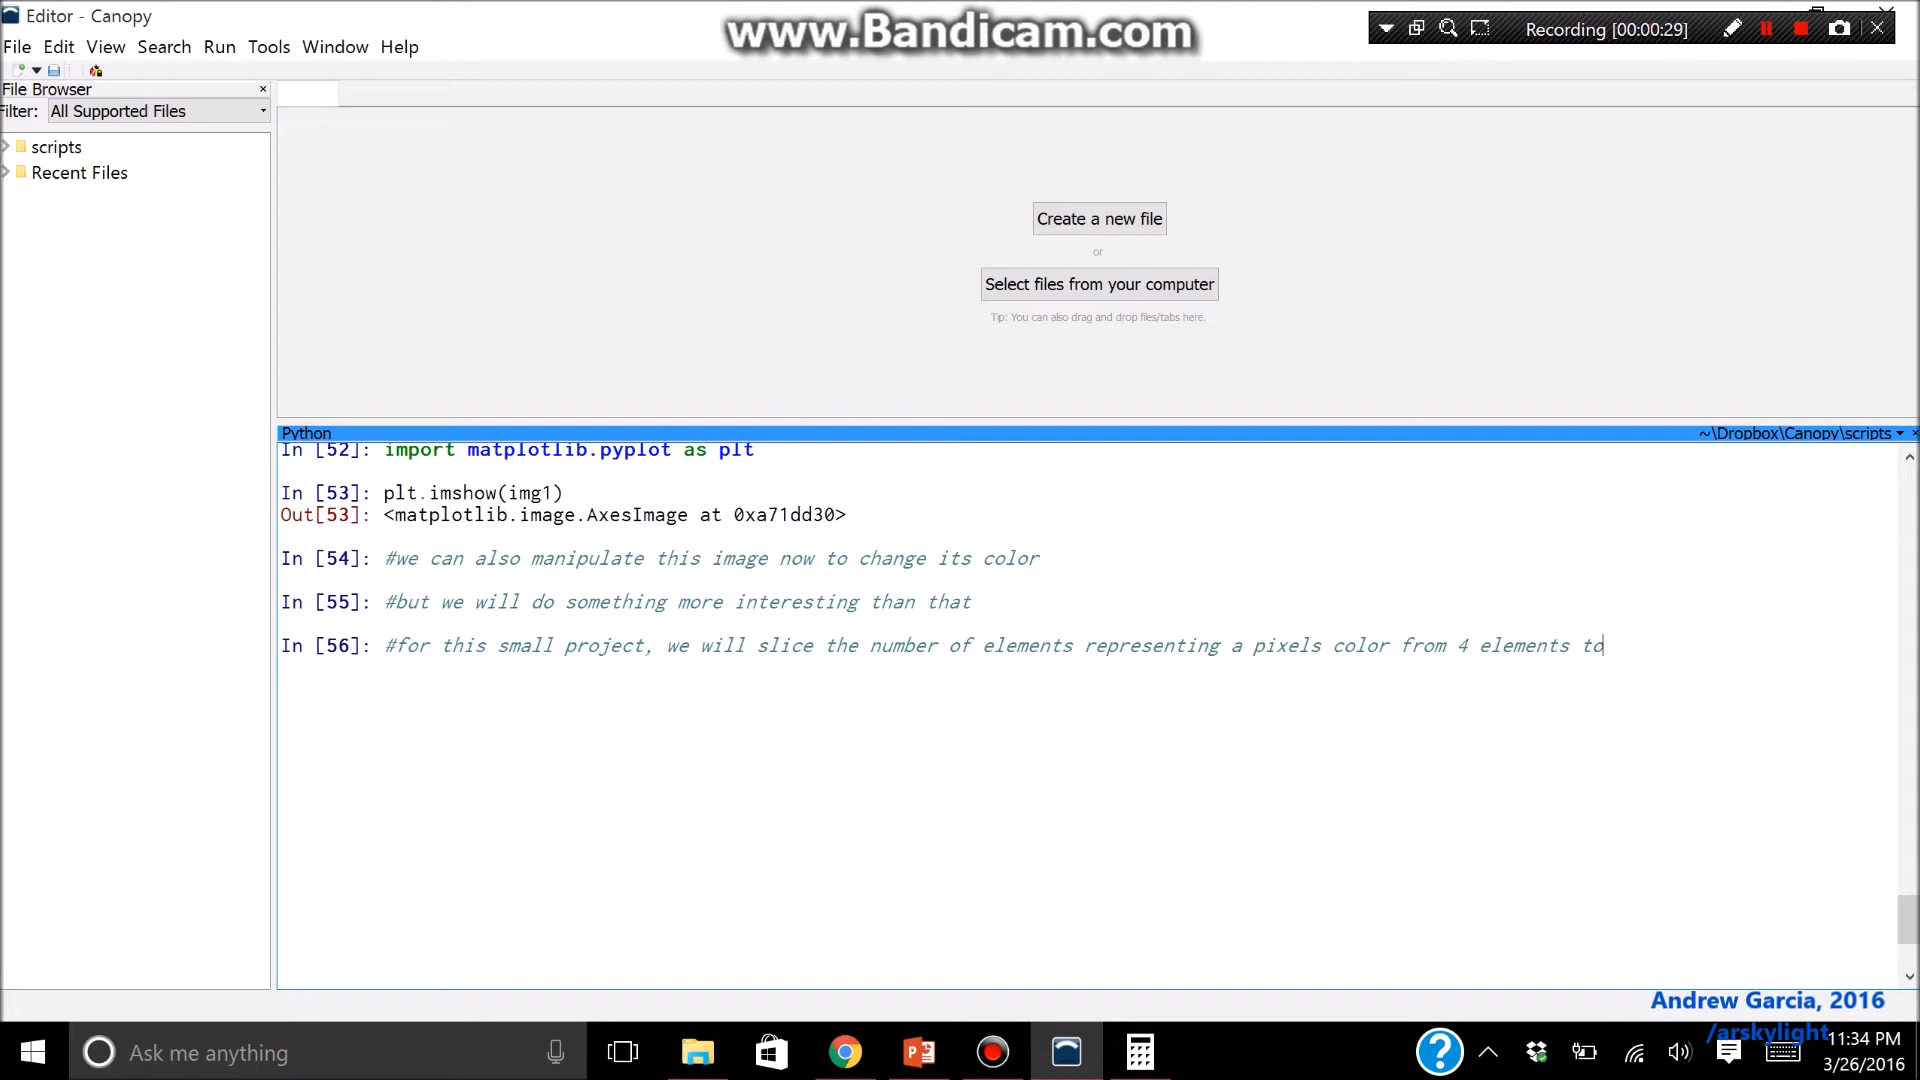 Editor - Canopy
www.Bandicam.com
Recording [00:00:29]
File Edit View Search Run Tools Window Help
File Browser
ilter: All Supported Files
scripts
Recent Files
Create a new file
or
Select files from your computer
Tip: You can also drag and drop files/tabs here.
Python ~\Dropbox\Canopy\scripts
In [52]: import matplotlib.pyplot as plt
In [53]: plt.imshow(img1)
Out[53]: <matplotlib.image.AxesImage at 0xa71dd30>
In [54]: #we can also manipulate this image now to change its color
In [55]: #but we will do something more interesting than that
In [56]: #for this small project, we will slice the number of elements representing a pixels color from 4 elements to
Andrew Garcia, 2016
/arskylight
Ask me anything
11:34 PM
3/26/2016